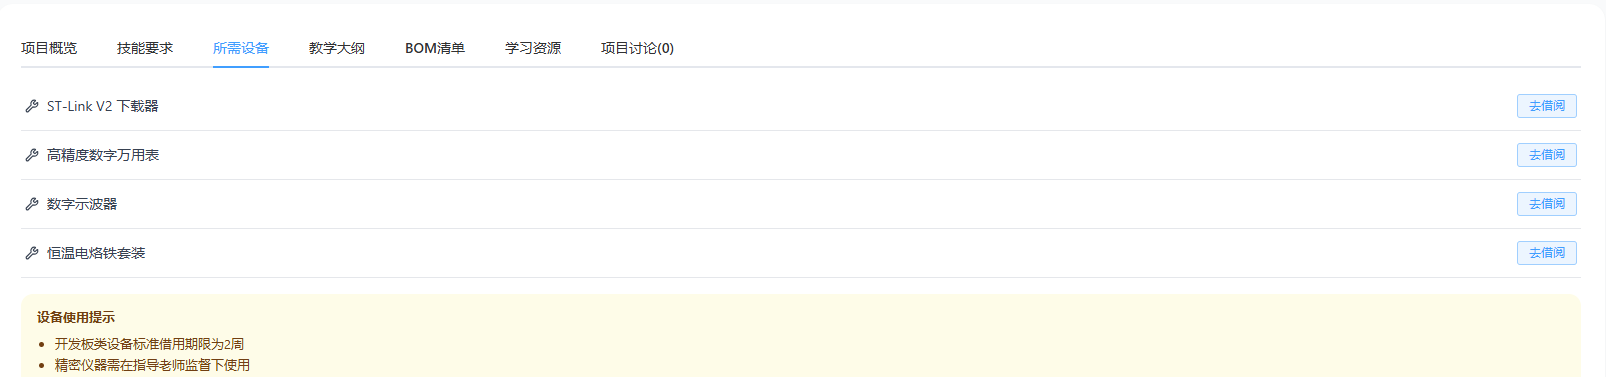 项目概览 技能要求 所需设备 教学大纲 BOM清单 学习资源 项目讨论(0)
ST-Link V2 下载器 去借阅
高精度数字万用表 去借阅
数字示波器 去借阅
恒温电烙铁套装 去借阅
设备使用提示
• 开发板类设备标准借用期限为2周
• 精密仪器需在指导老师监督下使用